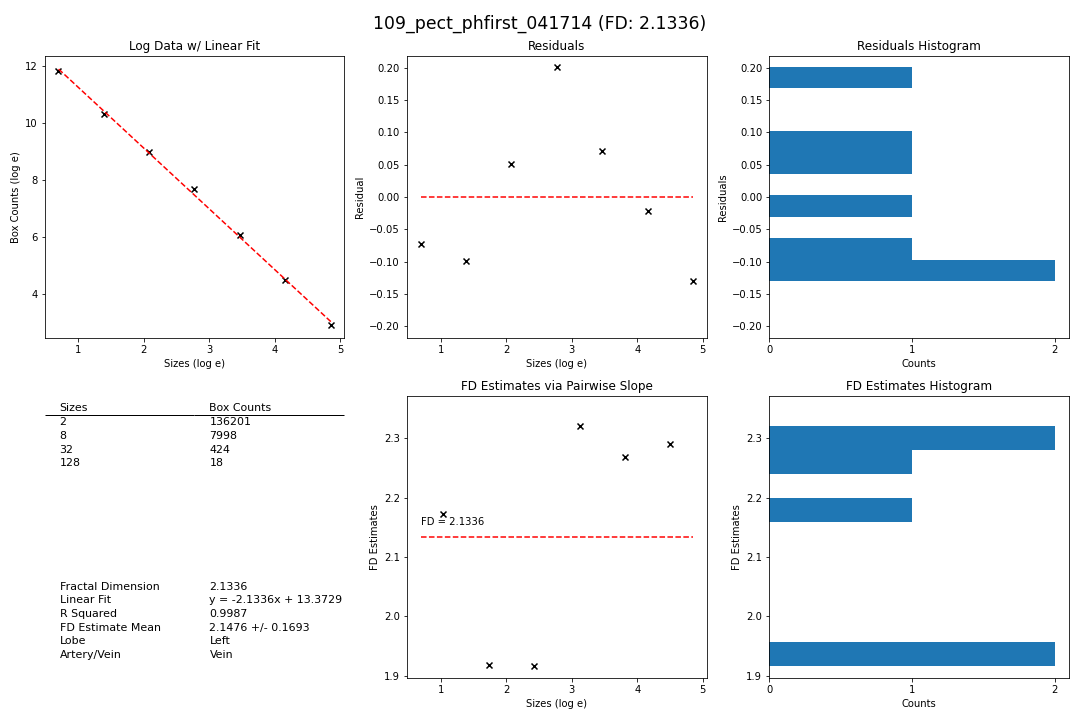 109_pect_phfirst_041714 (FD: 2.1336)
Log Data w/ Linear Fit
Box Counts (log e)
12
10
8
6
4
1
2
3
4
5
Sizes (log e)
Residuals
Residual
0.20
0.15
0.10
0.05
0.00
−0.05
−0.10
−0.15
−0.20
1
2
3
4
5
Sizes (log e)
Residuals Histogram
Residuals
0.20
0.15
0.10
0.05
0.00
−0.05
−0.10
−0.15
−0.20
0
1
2
Counts
Sizes Box Counts
2 136201
8 7998
32 424
128 18
Fractal Dimension 2.1336
Linear Fit y = -2.1336x + 13.3729
R Squared 0.9987
FD Estimate Mean 2.1476 +/- 0.1693
Lobe Left
Artery/Vein Vein
FD Estimates via Pairwise Slope
FD Estimates
2.3
2.2
2.1
2.0
1.9
FD = 2.1336
1
2
3
4
5
Sizes (log e)
FD Estimates Histogram
FD Estimates
2.3
2.2
2.1
2.0
1.9
0
1
2
Counts